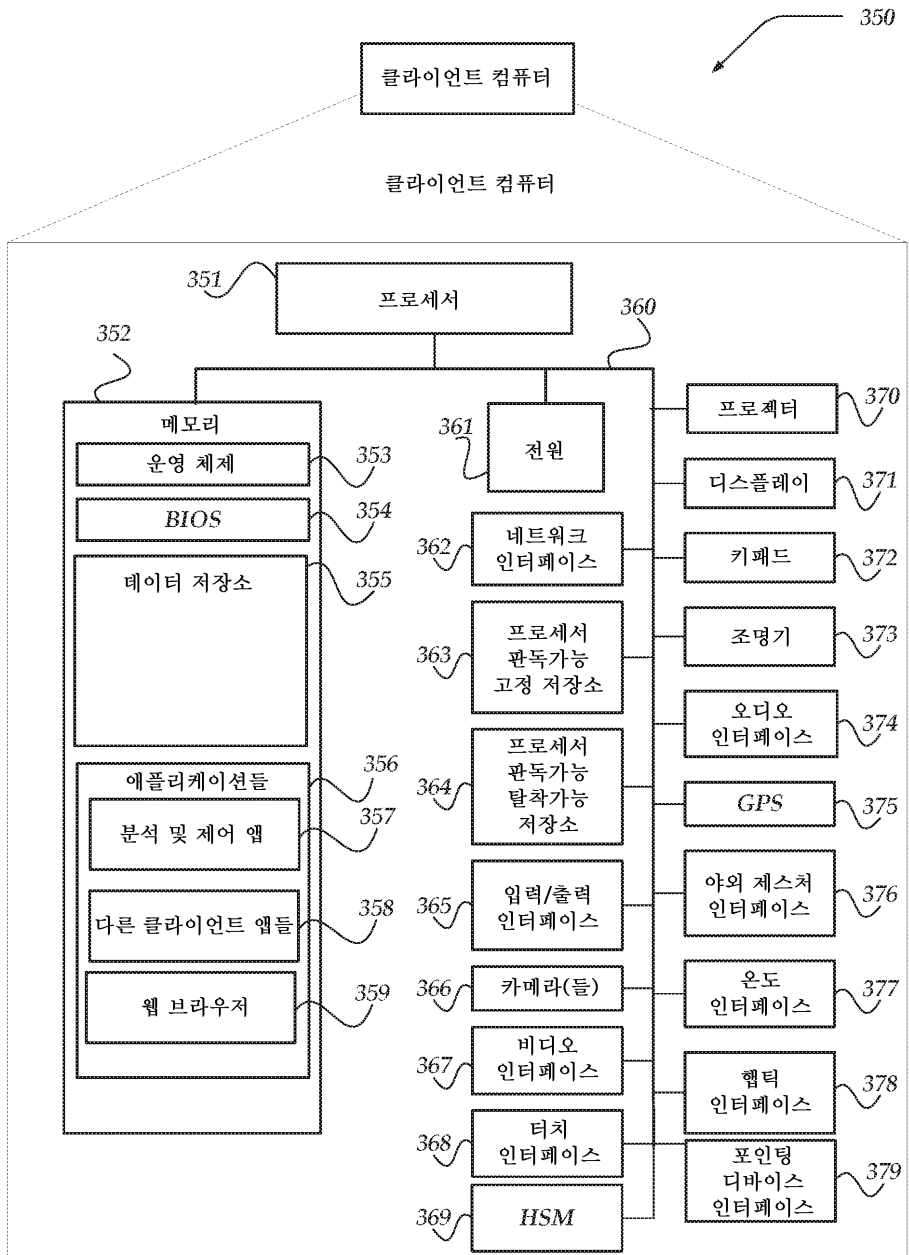 350
클라이언트 컴퓨터
클라이언트 컴퓨터
351
프로세서
360
352
메모리
운영 체제
353
BIOS
354
데이터 저장소
355
애플리케이션들
356
분석 및 제어 앱
357
다른 클라이언트 앱들
358
웹 브라우저
359
361
전원
362
네트워크
인터페이스
363
프로세서
판독가능
고정 저장소
364
프로세서
판독가능
탈착가능
저장소
365
입력/출력
인터페이스
366
카메라(들)
367
비디오
인터페이스
368
터치
인터페이스
369
HSM
프로젝터
370
디스플레이
371
키패드
372
조명기
373
오디오
인터페이스
374
GPS
375
야외 제스처
인터페이스
376
온도
인터페이스
377
햅틱
인터페이스
378
포인팅
디바이스
인터페이스
379